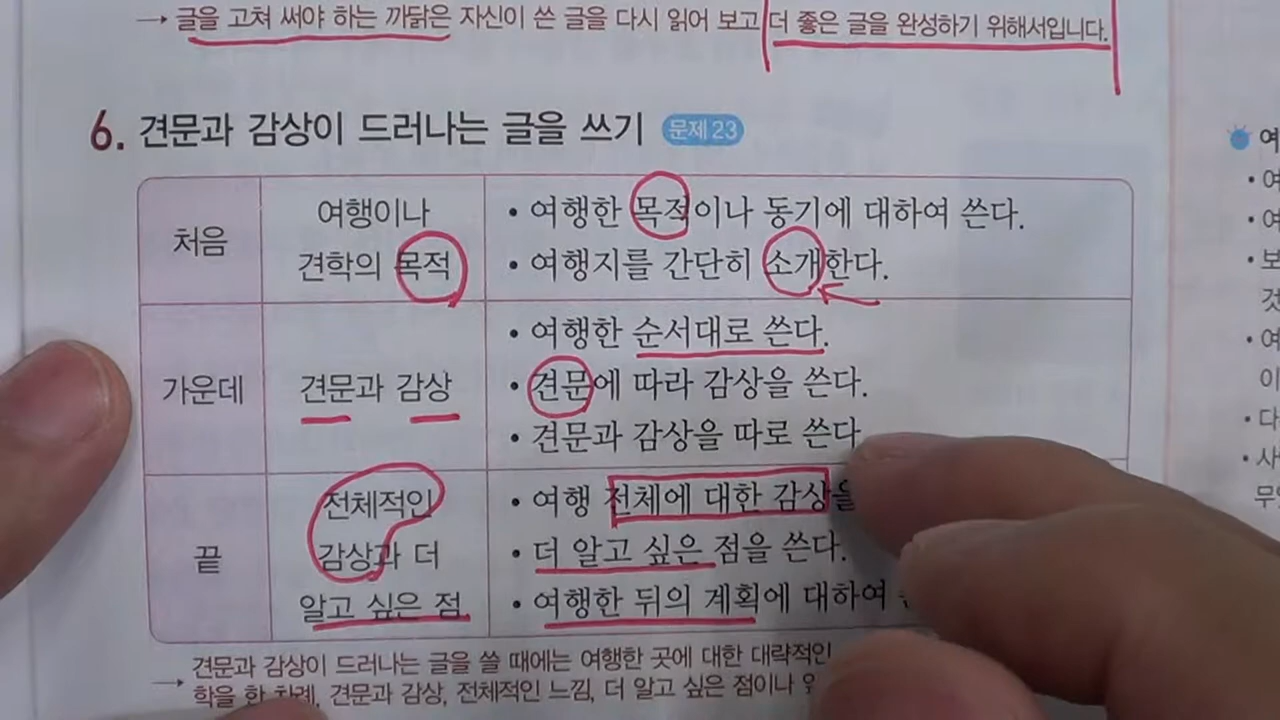 → 글을 고쳐 써야 하는 까닭은 자신이 쓴 글을 다시 읽어 보고 더 좋은 글을 완성하기 위해서입니다.
6. 견문과 감상이 드러나는 글을 쓰기 문제 23
처음
여행이나
견학의 목적
• 여행한 목적이나 동기에 대하여 쓴다.
• 여행지를 간단히 소개한다.
가운데
견문과 감상
• 여행한 순서대로 쓴다.
• 견문에 따라 감상을 쓴다.
• 견문과 감상을 따로 쓴다
끝
전체적인
감상과 더
알고 싶은 점
• 여행 전체에 대한 감상을
• 더 알고 싶은 점을 쓴다.
• 여행한 뒤의 계획에 대하여
→ 견문과 감상이 드러나는 글을 쓸 때에는 여행한 곳에 대한 대략적인
학을 한 차례, 견문과 감상, 전체적인 느낌, 더 알고 싶은 점이나